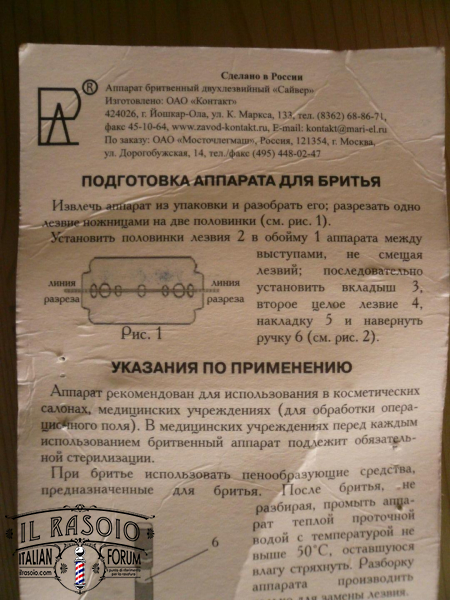 Сделано в России
Аппарат бритвенный двухлезвийный «Сайвер»
Изготовлено: ОАО «Контакт»
424026, г. Йошкар-Ола, ул. К. Маркса, 133, тел. (8362) 68-86-71,
факс 45-10-64, www.zavod-kontakt.ru, E-mail: kontakt@mari-el.ru
По заказу: ОАО «Мосточлегмаш», Россия, 121354, г. Москва,
ул. Дорогобужская, 14, тел./факс (495) 448-02-47
ПОДГОТОВКА АППАРАТА ДЛЯ БРИТЬЯ
Извлечь аппарат из упаковки и разобрать его; разрезать одно
лезвие ножницами на две половинки (см. рис. 1).
Установить половинки лезвия 2 в обойму 1 аппарата между
выступами, не смещая
лезвий; последовательно
установить вкладыш 3,
второе целое лезвие 4,
накладку 5 и навернуть
ручку 6 (см. рис. 2).
линия
разреза
линия
разреза
Рис. 1
УКАЗАНИЯ ПО ПРИМЕНЕНИЮ
Аппарат рекомендован для использования в косметических
салонах, медицинских учреждениях (для обработки опера-
ционного поля). В медицинских учреждениях перед каждым
использованием бритвенный аппарат подлежит обязатель-
ной стерилизации.
При бритье использовать пенообразующие средства,
предназначенные для бритья. После бритья, не
разбирая, промыть аппа-
рат теплой проточной
водой с температурой не
выше 50°С, оставшуюся
влагу стряхнуть. Разборку
аппарата производить
для замены лезвия.
6
IL RASOIO
ITALIAN FORUM
ilrasoio.com